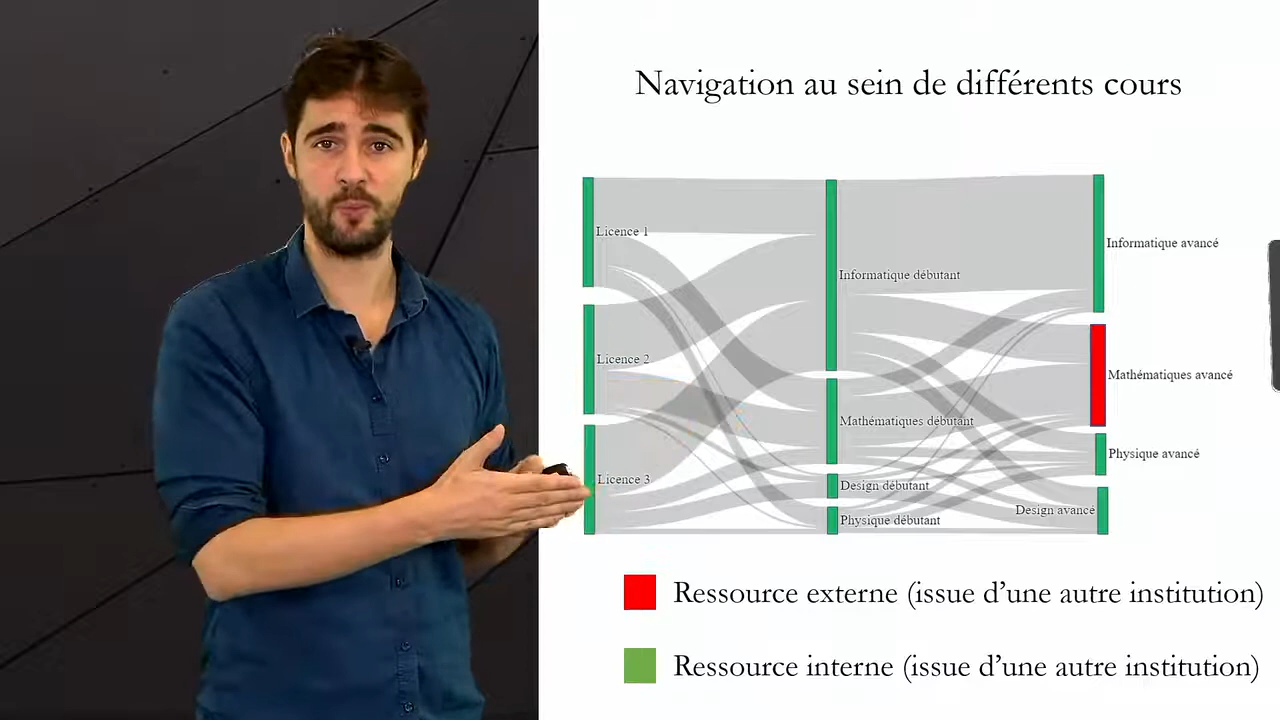 Navigation au sein de différents cours
Licence 1
Licence 2
Licence 3
Informatique débutant
Mathématiques débutant
Design débutant
Physique débutant
Informatique avancé
Mathématiques avancé
Physique avancé
Design avancé
Ressource externe (issue d’une autre institution)
Ressource interne (issue d’une autre institution)